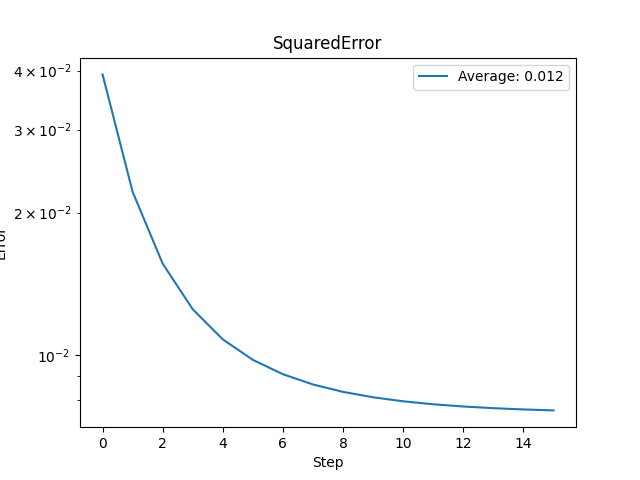 SquaredError
Average: 0.012
4 × 10⁻²
3 × 10⁻²
2 × 10⁻²
10⁻²
Error
0 2 4 6 8 10 12 14
Step